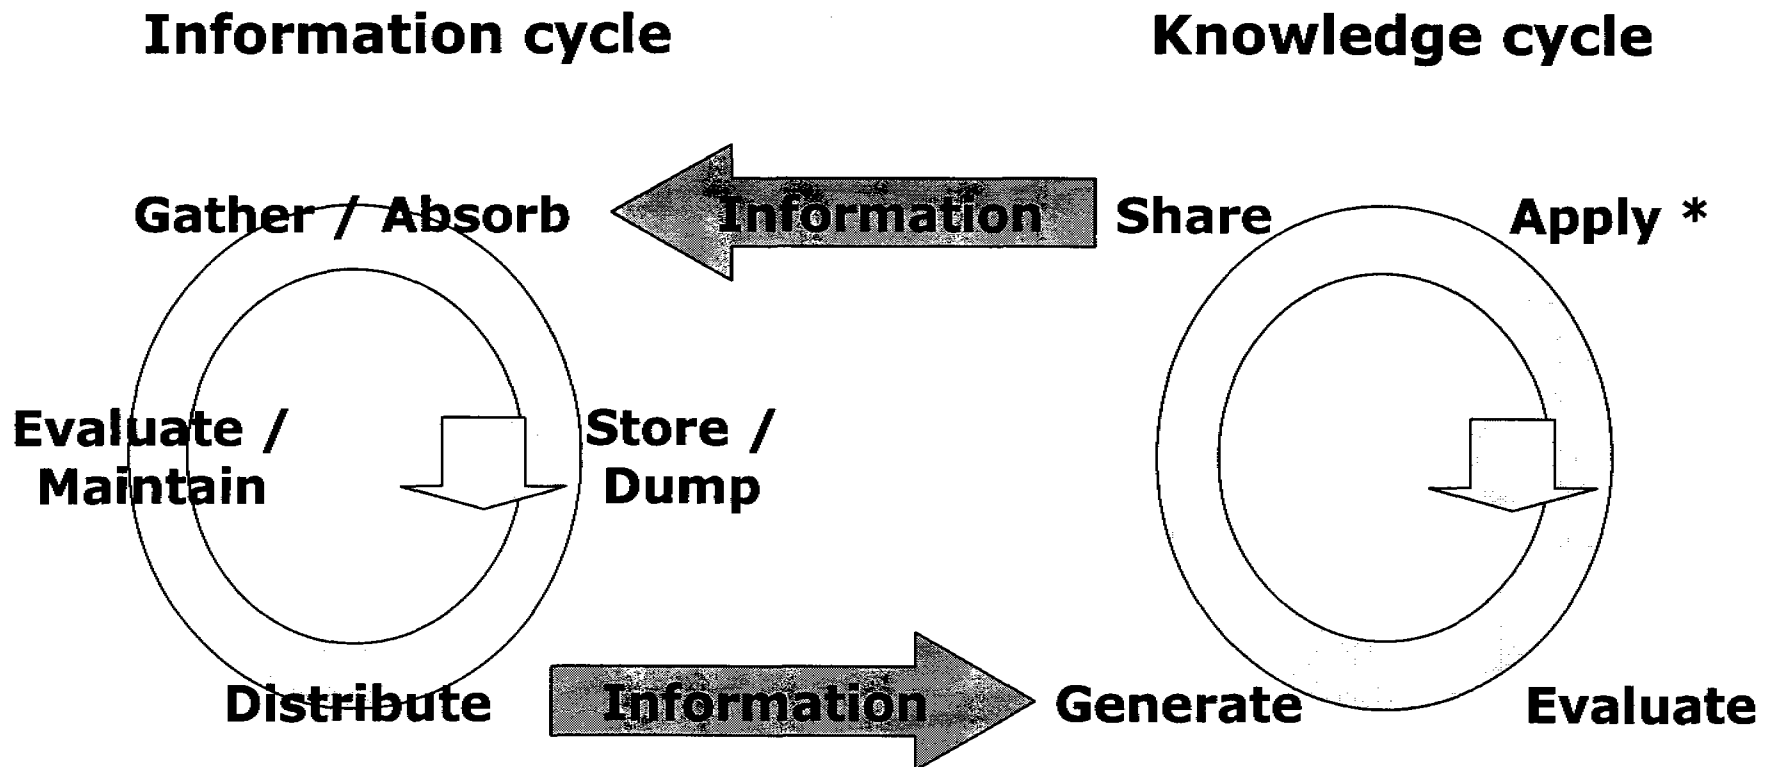 Information cycle
Knowledge cycle
Gather / Absorb
Information
Share
Apply *
Evaluate /
Maintain
Store /
Dump
Distribute
Information
Generate
Evaluate